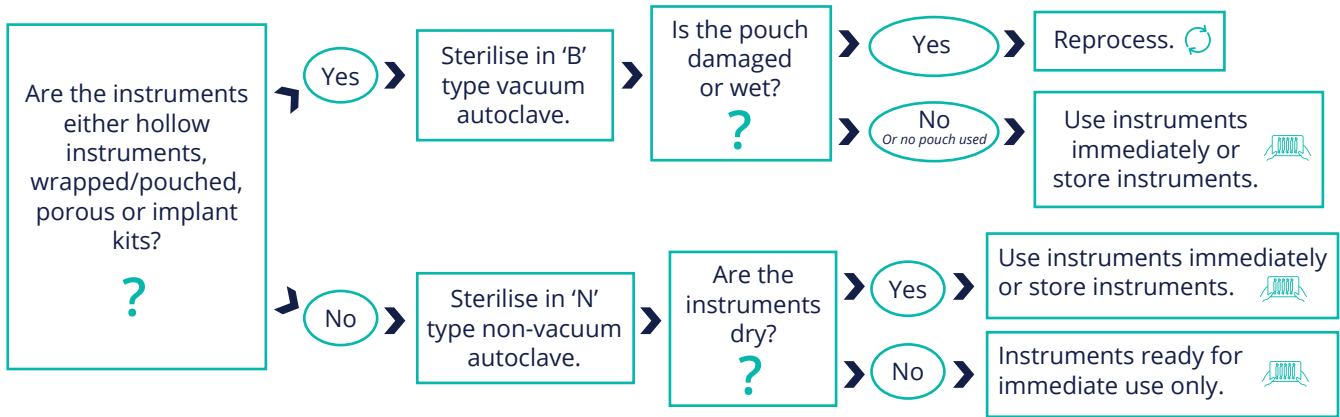 Are the instruments
either hollow
instruments,
wrapped/pouched,
porous or implant
kits?
?
Yes
Sterilise in ‘B’
type vacuum
autoclave.
Is the pouch
damaged
or wet?
?
Yes
Reprocess.
No
Or no pouch used
Use instruments
immediately or
store instruments.
No
Sterilise in ‘N’
type non-vacuum
autoclave.
Are the
instruments
dry?
?
Yes
Use instruments immediately
or store instruments.
No
Instruments ready for
immediate use only.